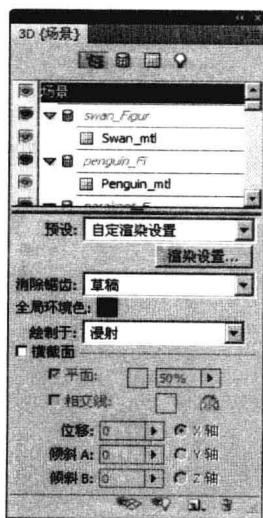 3D {场景}
场景
swan_Figur
Swan_mtl
penguin_Fi
Penguin_mtl
预设: 自定渲染设置
渲染设置...
消除锯齿: 草稿
全局环境色:
绘制于: 漫射
横截面
平面: 50%
相交线:
位移: 0 X 轴
倾斜 A: 0 Y 轴
倾斜 B: 0 Z 轴